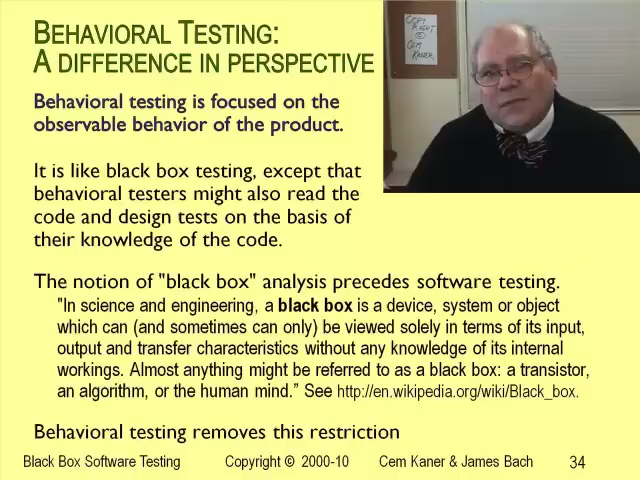 BEHAVIORAL TESTING:
A DIFFERENCE IN PERSPECTIVE
COPY
RIGHT
©
CEM
KANER
Behavioral testing is focused on the
observable behavior of the product.
It is like black box testing, except that
behavioral testers might also read the
code and design tests on the basis of
their knowledge of the code.
The notion of "black box" analysis precedes software testing.
"In science and engineering, a black box is a device, system or object
which can (and sometimes can only) be viewed solely in terms of its input,
output and transfer characteristics without any knowledge of its internal
workings. Almost anything might be referred to as a black box: a transistor,
an algorithm, or the human mind.” See http://en.wikipedia.org/wiki/Black_box.
Behavioral testing removes this restriction
Black Box Software Testing Copyright © 2000-10 Cem Kaner & James Bach 34